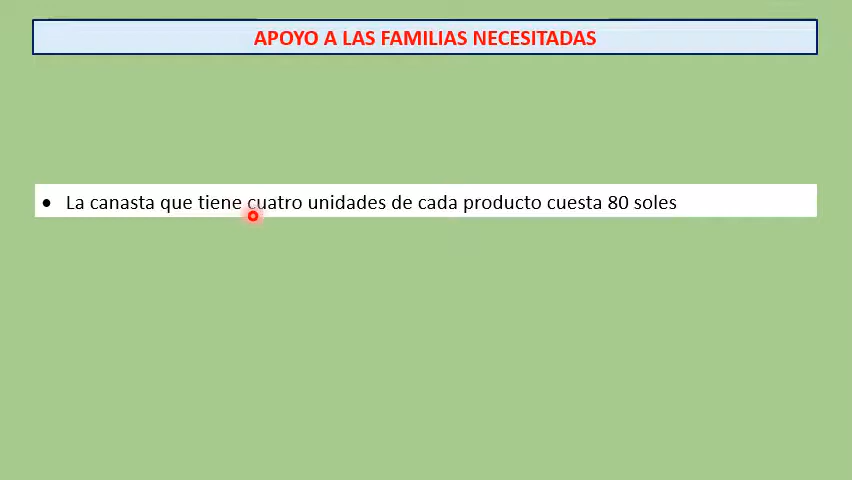 APOYO A LAS FAMILIAS NECESITADAS
• La canasta que tiene cuatro unidades de cada producto cuesta 80 soles